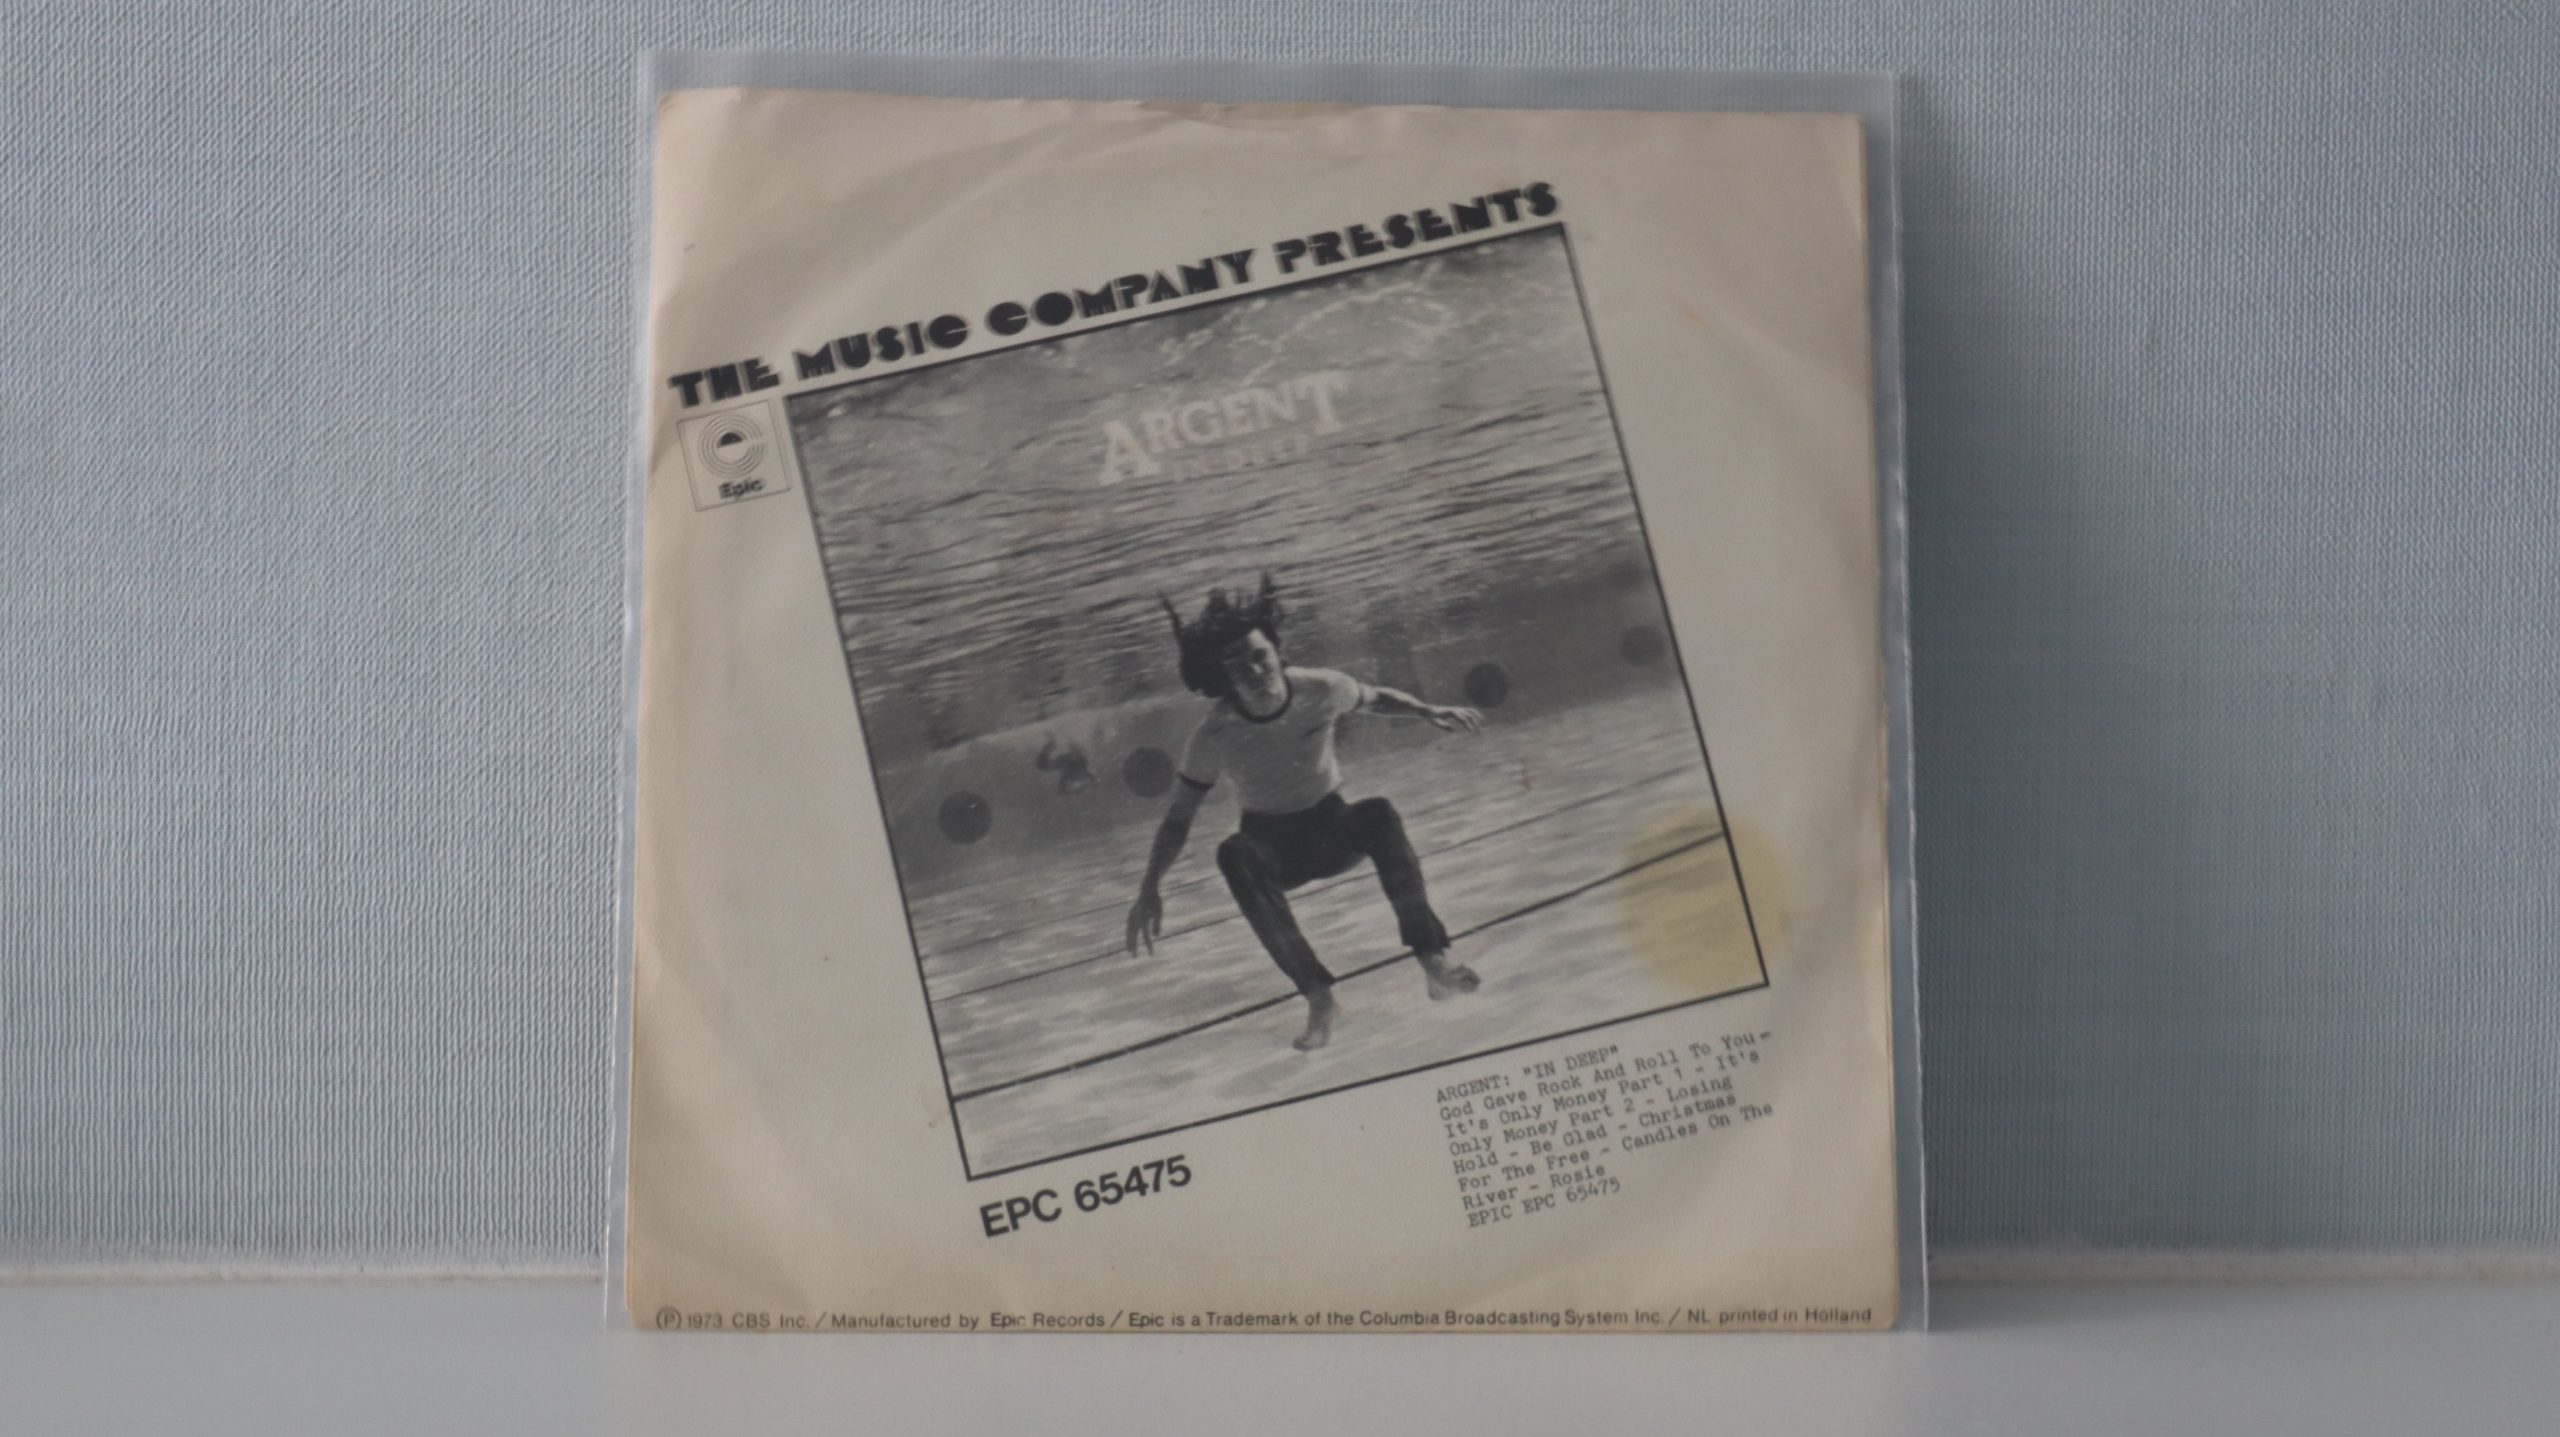 THE MUSIC COMPANY PRESENTS
Epic
ARGENT
IN DEEP
EPC 65475
ARGENT: "IN DEEP"
God Gave Rock And Roll To You -
It's Only Money Part 1 - It's
Only Money Part 2 - Losing
Hold - Be Glad - Christmas
For The Free - Candles On The
River - Rosie
EPIC EPC 65475
Ⓟ 1973 CBS Inc. / Manufactured by Epic Records / Epic is a Trademark of the Columbia Broadcasting System Inc. / NL printed in Holland